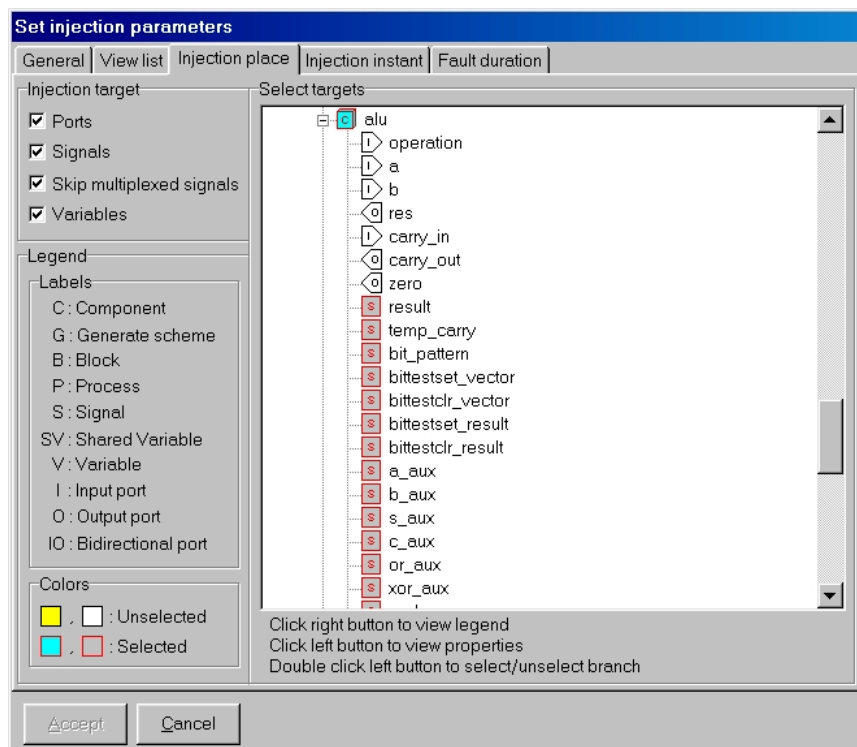 Set injection parameters
General View list Injection place Injection instant Fault duration
Injection target
Ports
Signals
Skip multiplexed signals
Variables
Legend
Labels
C : Component
G : Generate scheme
B : Block
P : Process
S : Signal
SV : Shared Variable
V : Variable
I : Input port
O : Output port
IO : Bidirectional port
Colors
, : Unselected
, : Selected
Select targets
C alu
I operation
I a
I b
O res
I carry_in
O carry_out
O zero
S result
S temp_carry
S bit_pattern
S bittestset_vector
S bittestclr_vector
S bittestset_result
S bittestclr_result
S a_aux
S b_aux
S s_aux
S c_aux
S or_aux
S xor_aux
Click right button to view legend
Click left button to view properties
Double click left button to select/unselect branch
Accept Cancel